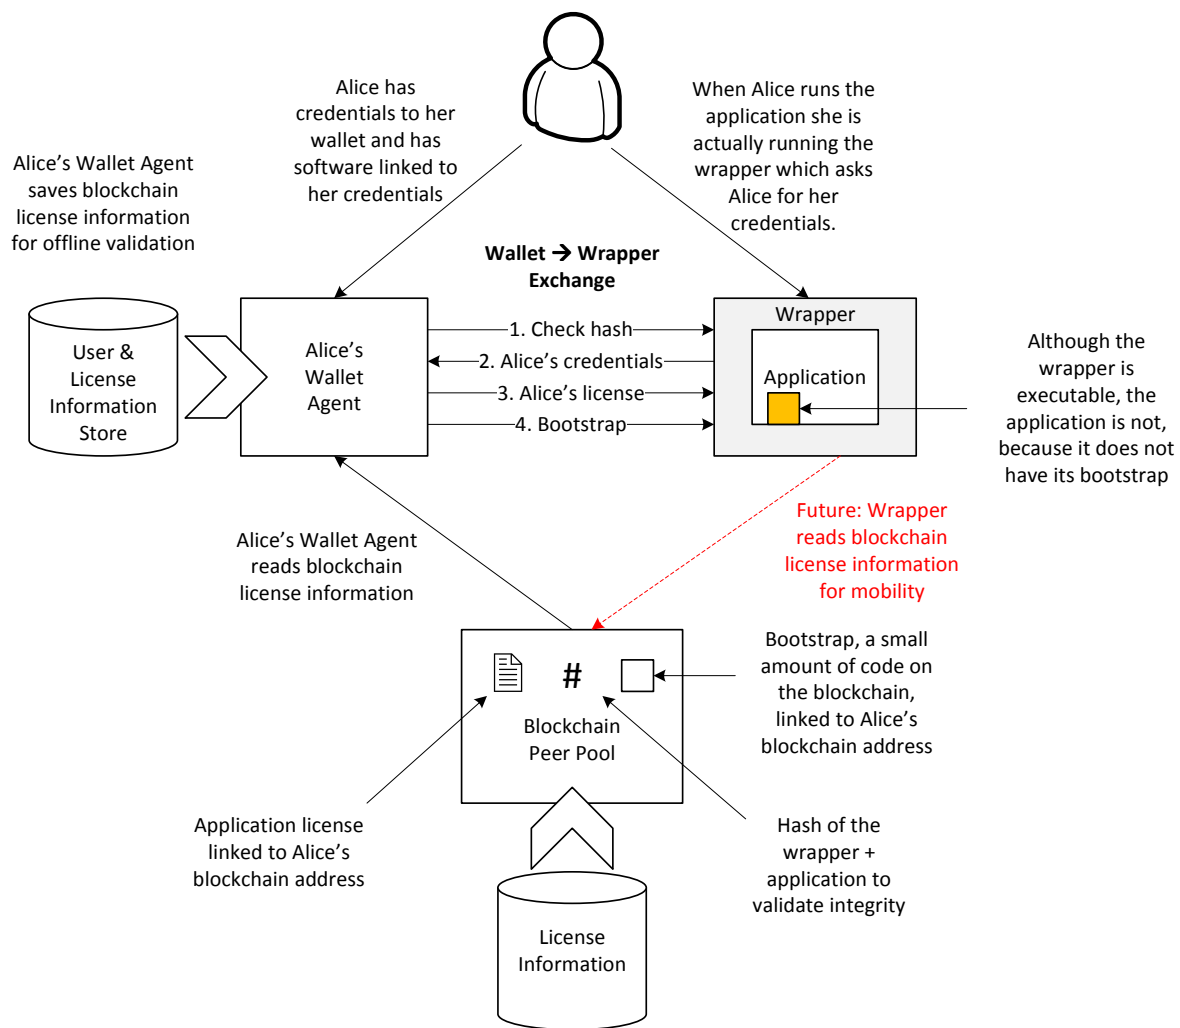 Alice has
credentials to her
wallet and has
software linked to
her credentials
When Alice runs the
application she is
actually running the
wrapper which asks
Alice for her
credentials.
Alice’s Wallet Agent
saves blockchain
license information
for offline validation
Wallet → Wrapper
Exchange
User &
License
Information
Store
Alice’s
Wallet
Agent
1. Check hash
2. Alice’s credentials
3. Alice’s license
4. Bootstrap
Wrapper
Application
Although the
wrapper is
executable, the
application is not,
because it does not
have its bootstrap
Alice’s Wallet Agent
reads blockchain
license information
Future: Wrapper
reads blockchain
license information
for mobility
#
Blockchain
Peer Pool
Bootstrap, a small
amount of code on
the blockchain,
linked to Alice’s
blockchain address
Application license
linked to Alice’s
blockchain address
Hash of the
wrapper +
application to
validate integrity
License
Information